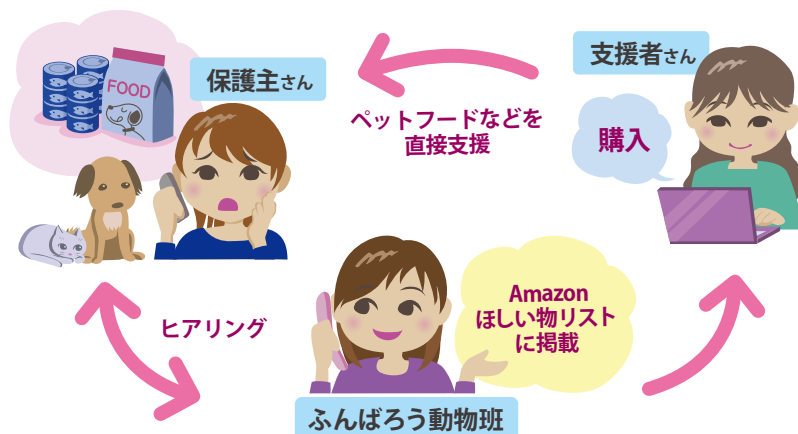 FOOD
保護主さん
支援者さん
ペットフードなどを
直接支援
購入
ヒアリング
Amazon
ほしい物リスト
に掲載
ふんばろう動物班